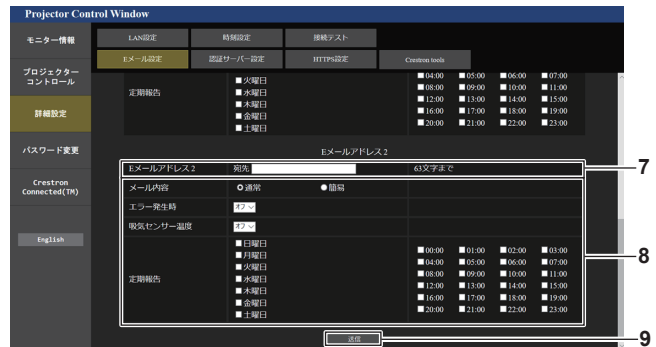 Projector Control Window
モニター情報
プロジェクター
コントロール
詳細設定
パスワード変更
Crestron
Connected(TM)
English
LAN設定 時刻設定 接続テスト
Eメール設定 認証サーバー設定 HTTPS設定 Crestron tools
定期報告
火曜日
水曜日
木曜日
金曜日
土曜日
04:00 05:00 06:00 07:00
08:00 09:00 10:00 11:00
12:00 13:00 14:00 15:00
16:00 17:00 18:00 19:00
20:00 21:00 22:00 23:00
Eメールアドレス2
Eメールアドレス2 宛先 63文字まで
7
メール内容 通常 簡易
エラー発生時 オフ
吸気センサー温度 オフ
定期報告
日曜日
月曜日
火曜日
水曜日
木曜日
金曜日
土曜日
00:00 01:00 02:00 03:00
04:00 05:00 06:00 07:00
08:00 09:00 10:00 11:00
12:00 13:00 14:00 15:00
16:00 17:00 18:00 19:00
20:00 21:00 22:00 23:00
8
送信
9